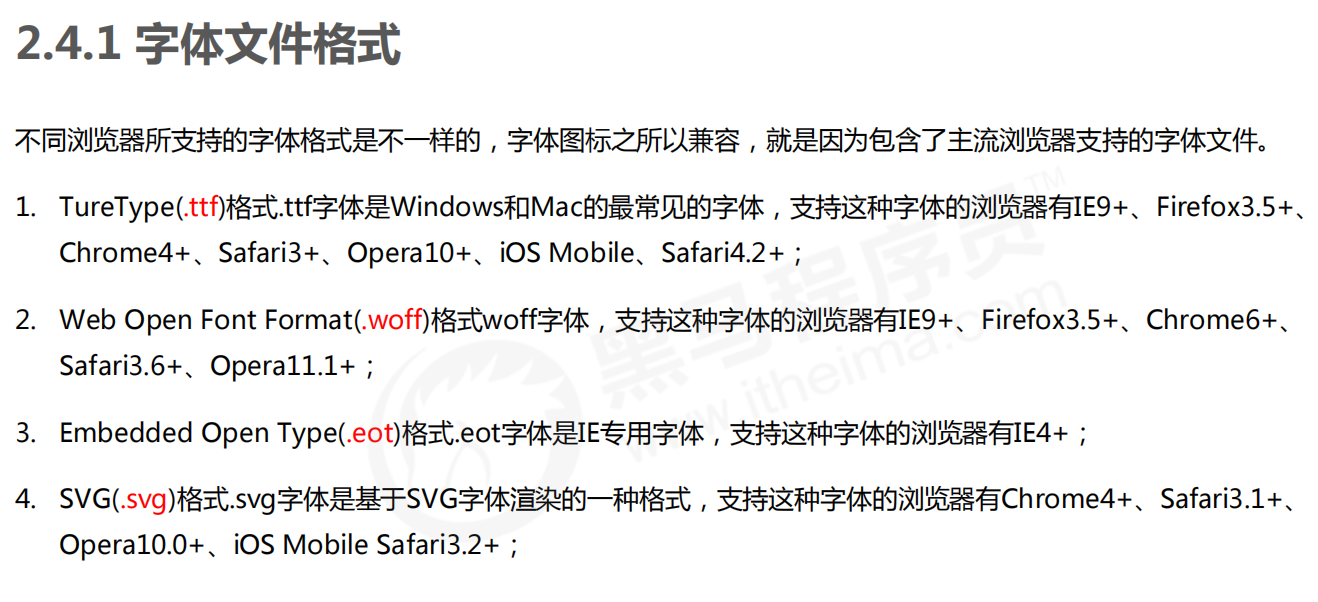 2.4.1 字体文件格式
不同浏览器所支持的字体格式是不一样的，字体图标之所以兼容，就是因为包含了主流浏览器支持的字体文件。
1. TureType(.ttf)格式.ttf字体是Windows和Mac的最常见的字体，支持这种字体的浏览器有IE9+、Firefox3.5+、
Chrome4+、Safari3+、Opera10+、iOS Mobile、Safari4.2+；
2. Web Open Font Format(.woff)格式woff字体，支持这种字体的浏览器有IE9+、Firefox3.5+、Chrome6+、
Safari3.6+、Opera11.1+；
3. Embedded Open Type(.eot)格式.eot字体是IE专用字体，支持这种字体的浏览器有IE4+；
4. SVG(.svg)格式.svg字体是基于SVG字体渲染的一种格式，支持这种字体的浏览器有Chrome4+、Safari3.1+、
Opera10.0+、iOS Mobile Safari3.2+；
黑马程序员™
www.itheima.com